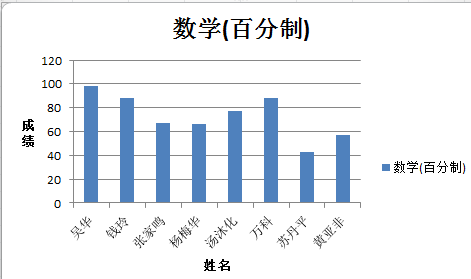 数学(百分制)
120
100
80
60
40
20
0
成绩
吴华
钱玲
张家鸣
杨梅华
汤沐化
万科
苏丹平
黄亚非
姓名
数学(百分制)